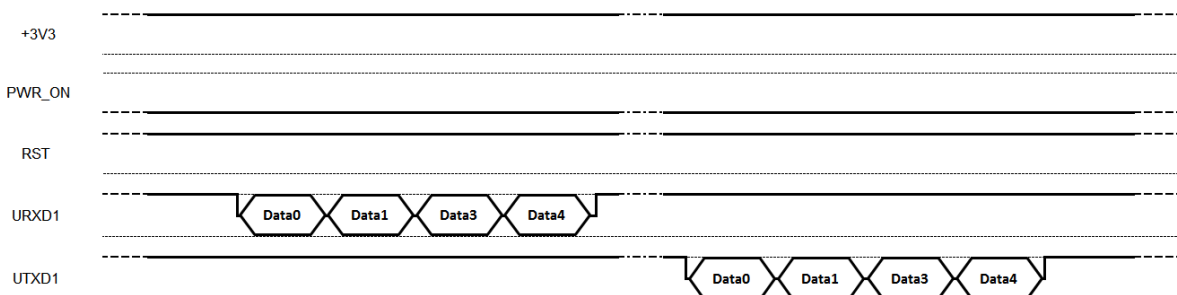 +3V3
PWR_ON
RST
URXD1
Data0 Data1 Data3 Data4
UTXD1
Data0 Data1 Data3 Data4